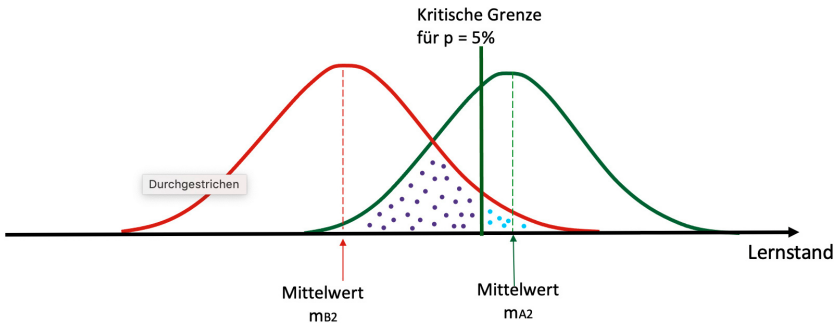 Kritische Grenze
für p = 5%
Durchgestrichen
Lernstand
Mittelwert
mB2
Mittelwert
mA2